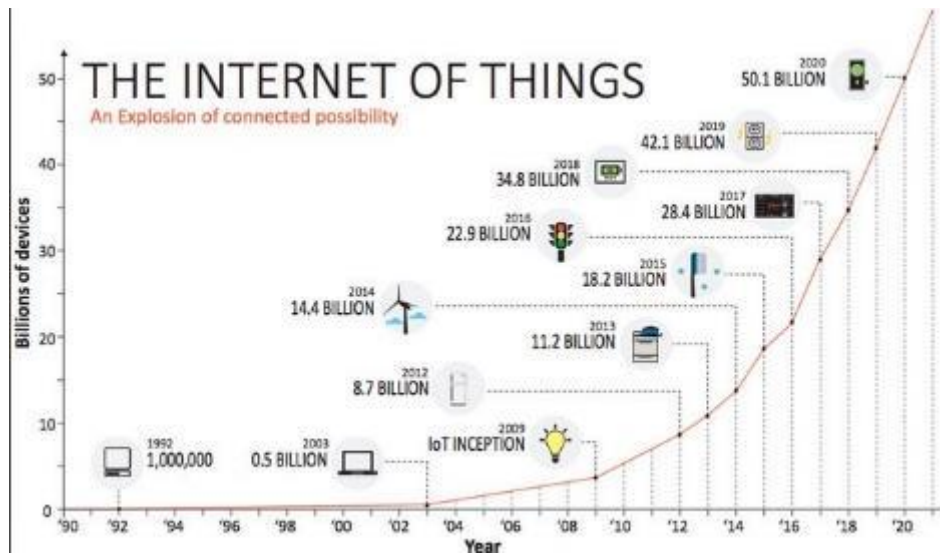 THE INTERNET OF THINGS
An Explosion of connected possibility
2020
50.1 BILLION
2019
42.1 BILLION
2018
34.8 BILLION
2017
28.4 BILLION
2016
22.9 BILLION
2015
18.2 BILLION
2014
14.4 BILLION
2013
11.2 BILLION
2012
8.7 BILLION
2009
IoT INCEPTION
2003
0.5 BILLION
1992
1,000,000
Billions of devices
50
40
30
20
10
0
'90 '92 '94 '96 '98 '00 '02 '04 '06 '08 '10 '12 '14 '16 '18 '20
Year